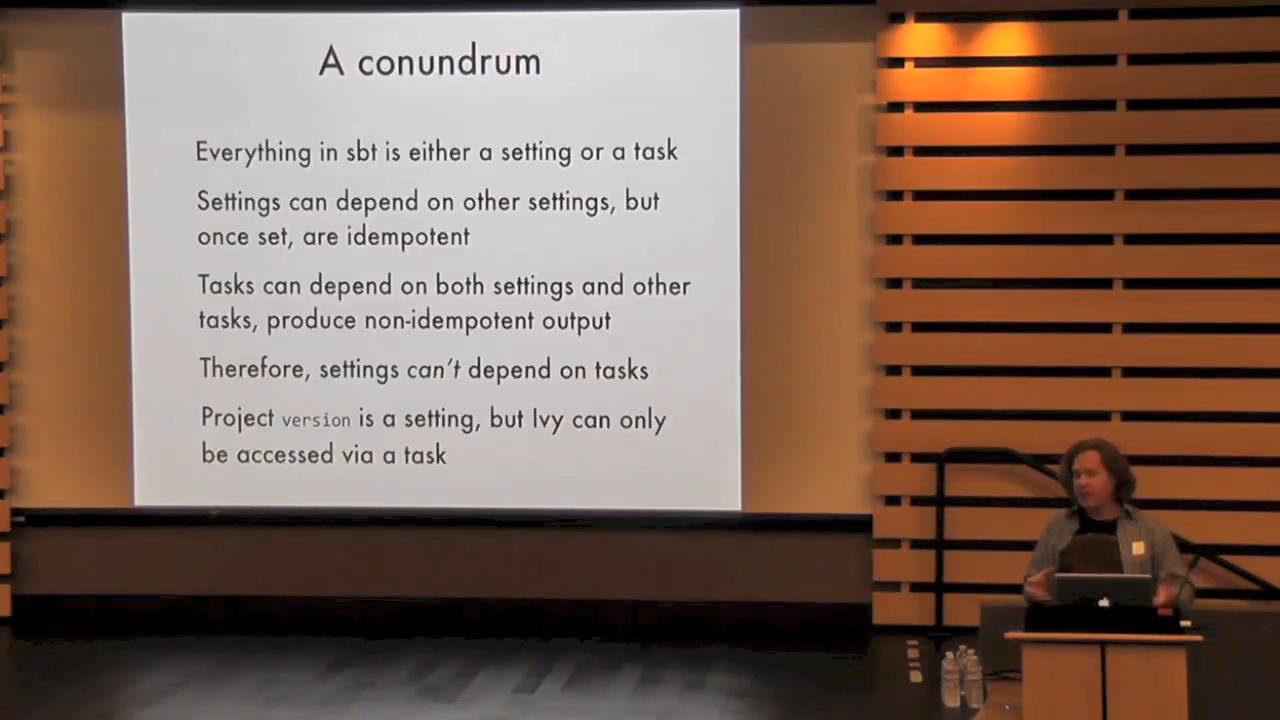 A conundrum
Everything in sbt is either a setting or a task
Settings can depend on other settings, but
once set, are idempotent
Tasks can depend on both settings and other
tasks, produce non-idempotent output
Therefore, settings can't depend on tasks
Project version is a setting, but Ivy can only
be accessed via a task